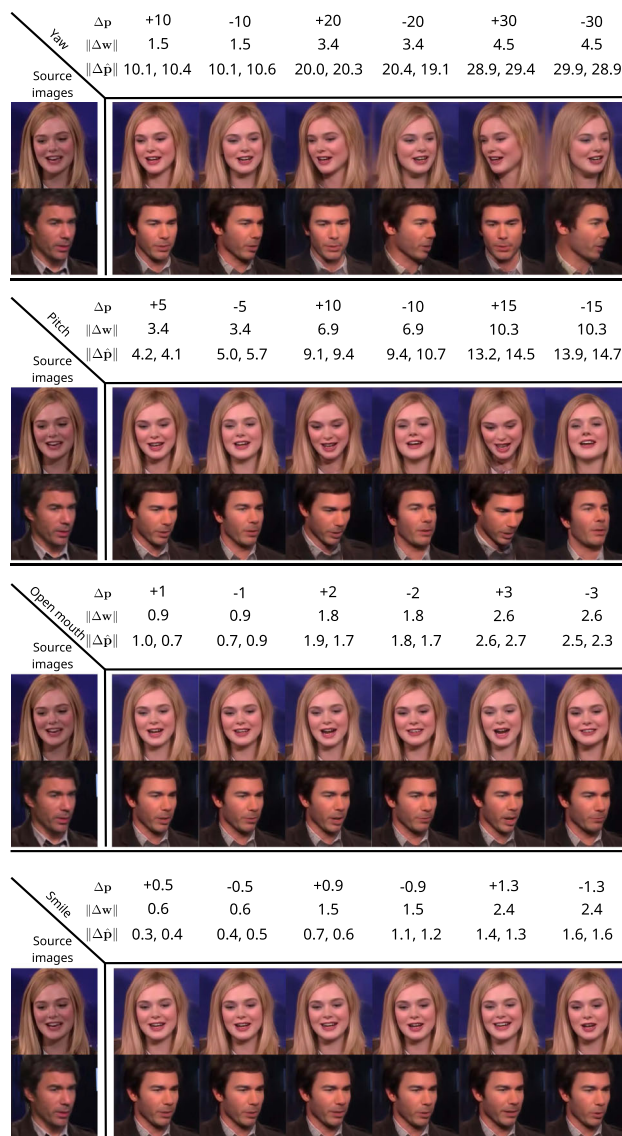 Yaw
Δp +10 -10 +20 -20 +30 -30
‖Δw‖ 1.5 1.5 3.4 3.4 4.5 4.5
‖Δp̂‖ 10.1, 10.4 10.1, 10.6 20.0, 20.3 20.4, 19.1 28.9, 29.4 29.9, 28.9
Source
images
Pitch
Δp +5 -5 +10 -10 +15 -15
‖Δw‖ 3.4 3.4 6.9 6.9 10.3 10.3
‖Δp̂‖ 4.2, 4.1 5.0, 5.7 9.1, 9.4 9.4, 10.7 13.2, 14.5 13.9, 14.7
Source
images
Open mouth
Δp +1 -1 +2 -2 +3 -3
‖Δw‖ 0.9 0.9 1.8 1.8 2.6 2.6
‖Δp̂‖ 1.0, 0.7 0.7, 0.9 1.9, 1.7 1.8, 1.7 2.6, 2.7 2.5, 2.3
Source
images
Smile
Δp +0.5 -0.5 +0.9 -0.9 +1.3 -1.3
‖Δw‖ 0.6 0.6 1.5 1.5 2.4 2.4
‖Δp̂‖ 0.3, 0.4 0.4, 0.5 0.7, 0.6 1.1, 1.2 1.4, 1.3 1.6, 1.6
Source
images